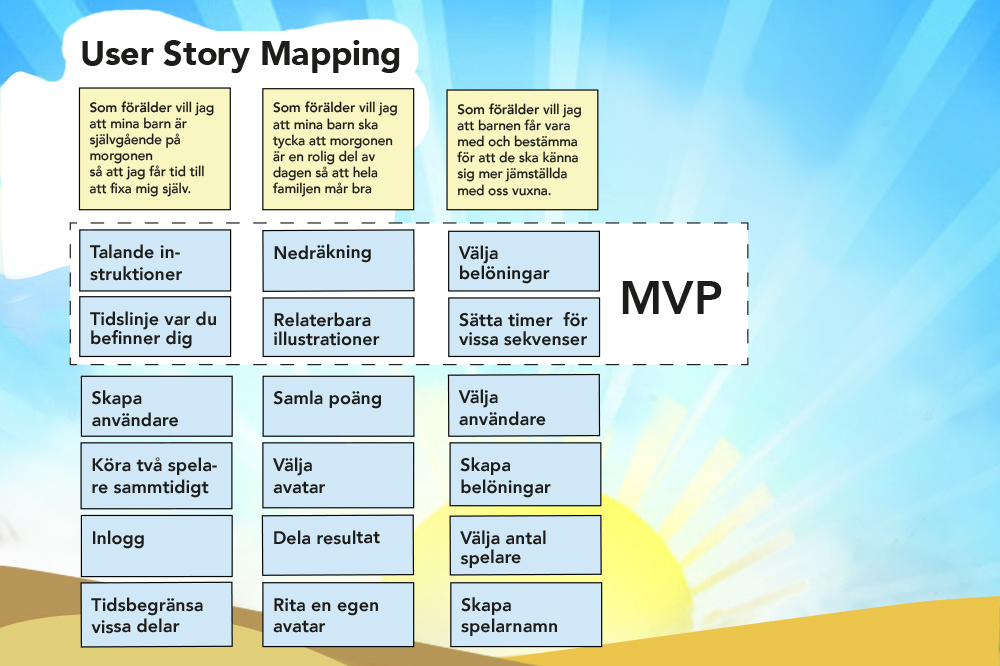 User Story Mapping
Som förälder vill jag
att mina barn är
självgående på
morgonen
så att jag får tid till
att fixa mig själv.
Som förälder vill jag
att mina barn ska
tycka att morgonen
är en rolig del av
dagen så att hela
familjen mår bra
Som förälder vill jag
att barnen får vara
med och bestämma
för att de ska känna
sig mer jämställda
med oss vuxna.
Talande in-
struktioner
Nedräkning
Välja
belöningar
MVP
Tidslinje var du
befinner dig
Relaterbara
illustrationer
Sätta timer för
vissa sekvenser
Skapa
användare
Samla poäng
Välja
användare
Köra två spela-
re sammtidigt
Välja
avatar
Skapa
belöningar
Inlogg
Dela resultat
Välja antal
spelare
Tidsbegränsa
vissa delar
Rita en egen
avatar
Skapa
spelarnamn